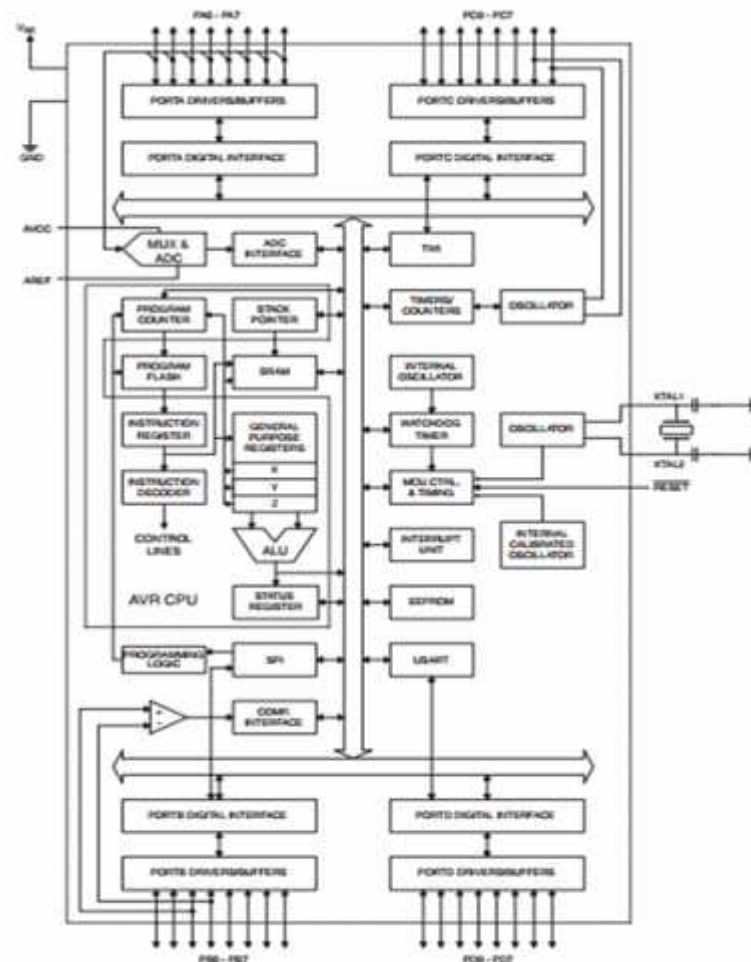 PA0 - PA7
PC0 - PC7
VCC
GND
PORTA DRIVERS/BUFFERS
PORTC DRIVERS/BUFFERS
PORTA DIGITAL INTERFACE
PORTC DIGITAL INTERFACE
AVCC
MUX &
ADC
ADC
INTERFACE
TWI
AREF
PROGRAM
COUNTER
STACK
POINTER
TIMERS/
COUNTERS
OSCILLATOR
PROGRAM
FLASH
SRAM
INTERNAL
OSCILLATOR
XTAL1
INSTRUCTION
REGISTER
GENERAL
PURPOSE
REGISTERS
WATCHDOG
TIMER
OSCILLATOR
XTAL2
X
Y
Z
INSTRUCTION
DECODER
MCU CTRL.
& TIMING
RESET
CONTROL
LINES
ALU
INTERRUPT
UNIT
INTERNAL
CALIBRATED
OSCILLATOR
AVR CPU
STATUS
REGISTER
EEPROM
PROGRAMMING
LOGIC
SPI
USART
+
-
COMP.
INTERFACE
PORTB DIGITAL INTERFACE
PORTD DIGITAL INTERFACE
PORTB DRIVERS/BUFFERS
PORTD DRIVERS/BUFFERS
PB0 - PB7
PD0 - PD7